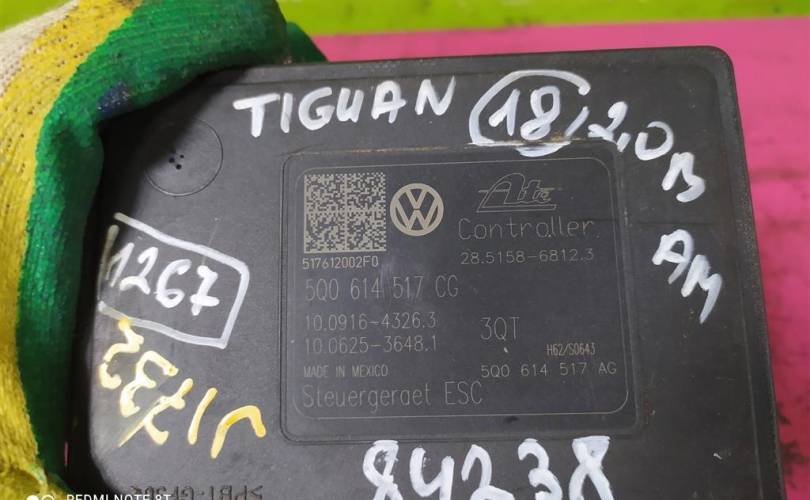 TIGUAN 18, 2,0 B
AM
Ate
Controller
517612002F0
28.5158-6812.3
5Q0 614 517 CG
10.0916-4326.3
10.0625-3648.1
3QT
H62/S0643
MADE IN MEXICO
5Q0 614 517 AG
Steuergeraet ESC
1267
84238
REDMI NOTE 8T